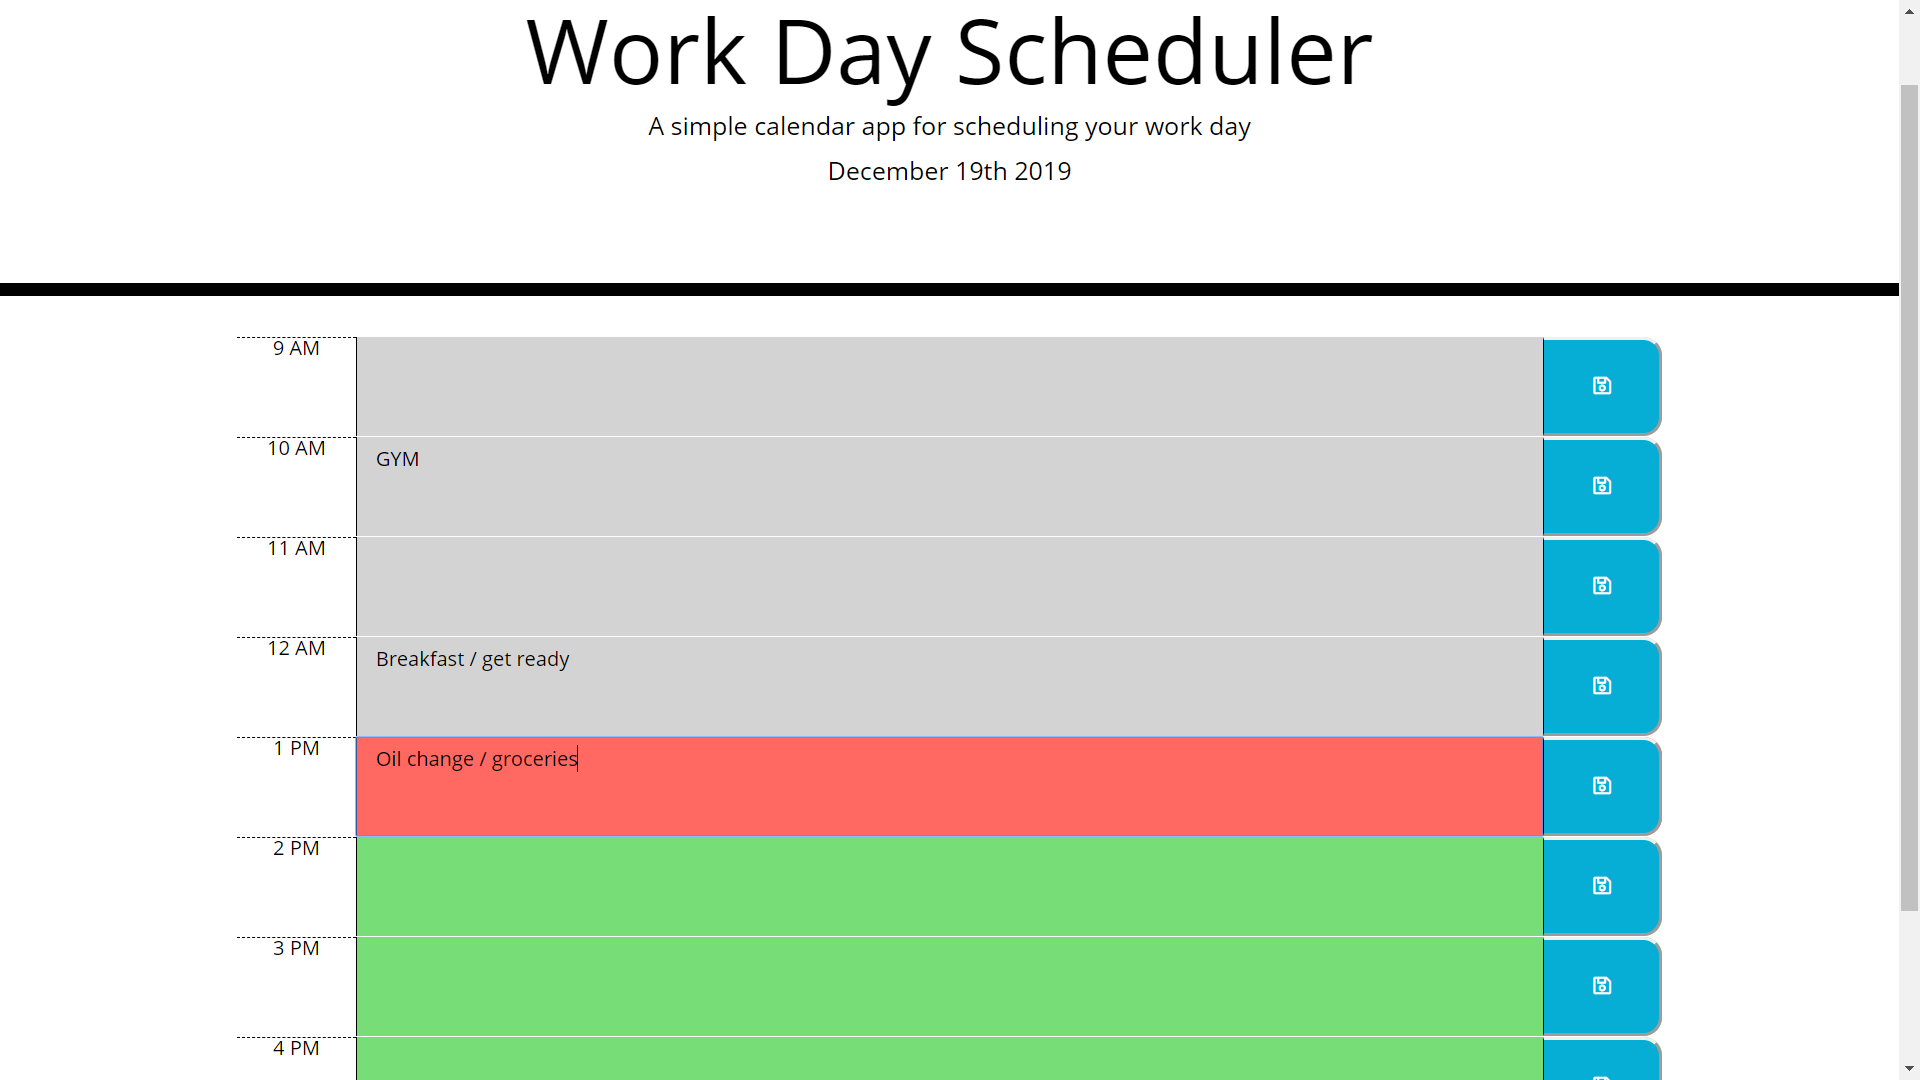 Work Day Scheduler
A simple calendar app for scheduling your work day
December 19th 2019
9 AM
10 AM
GYM
11 AM
12 AM
Breakfast / get ready
1 PM
Oil change / groceries
2 PM
3 PM
4 PM